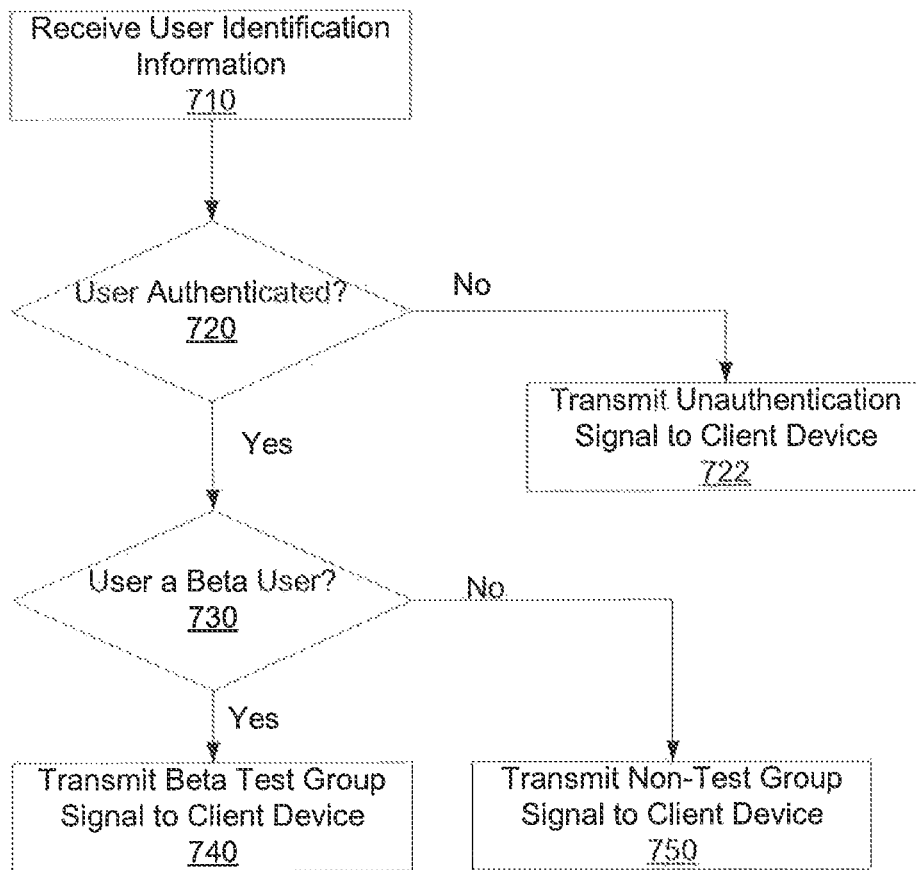 Receive User Identification
Information
710
User Authenticated?
720
No
Transmit Unauthentication
Signal to Client Device
722
Yes
User a Beta User?
730
No
Yes
Transmit Beta Test Group
Signal to Client Device
740
Transmit Non-Test Group
Signal to Client Device
750